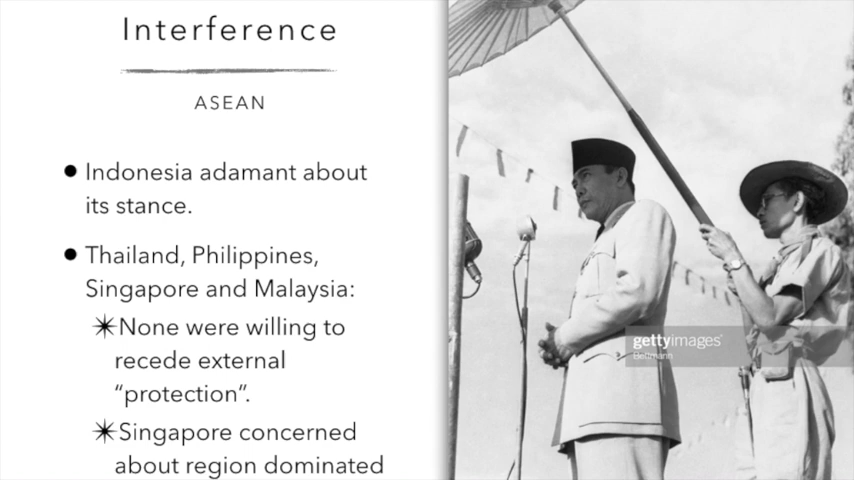 Interference
ASEAN
● Indonesia adamant about
its stance.
● Thailand, Philippines,
Singapore and Malaysia:
✴None were willing to
recede external
“protection”.
✴Singapore concerned
about region dominated
gettyimages®
Bettmann